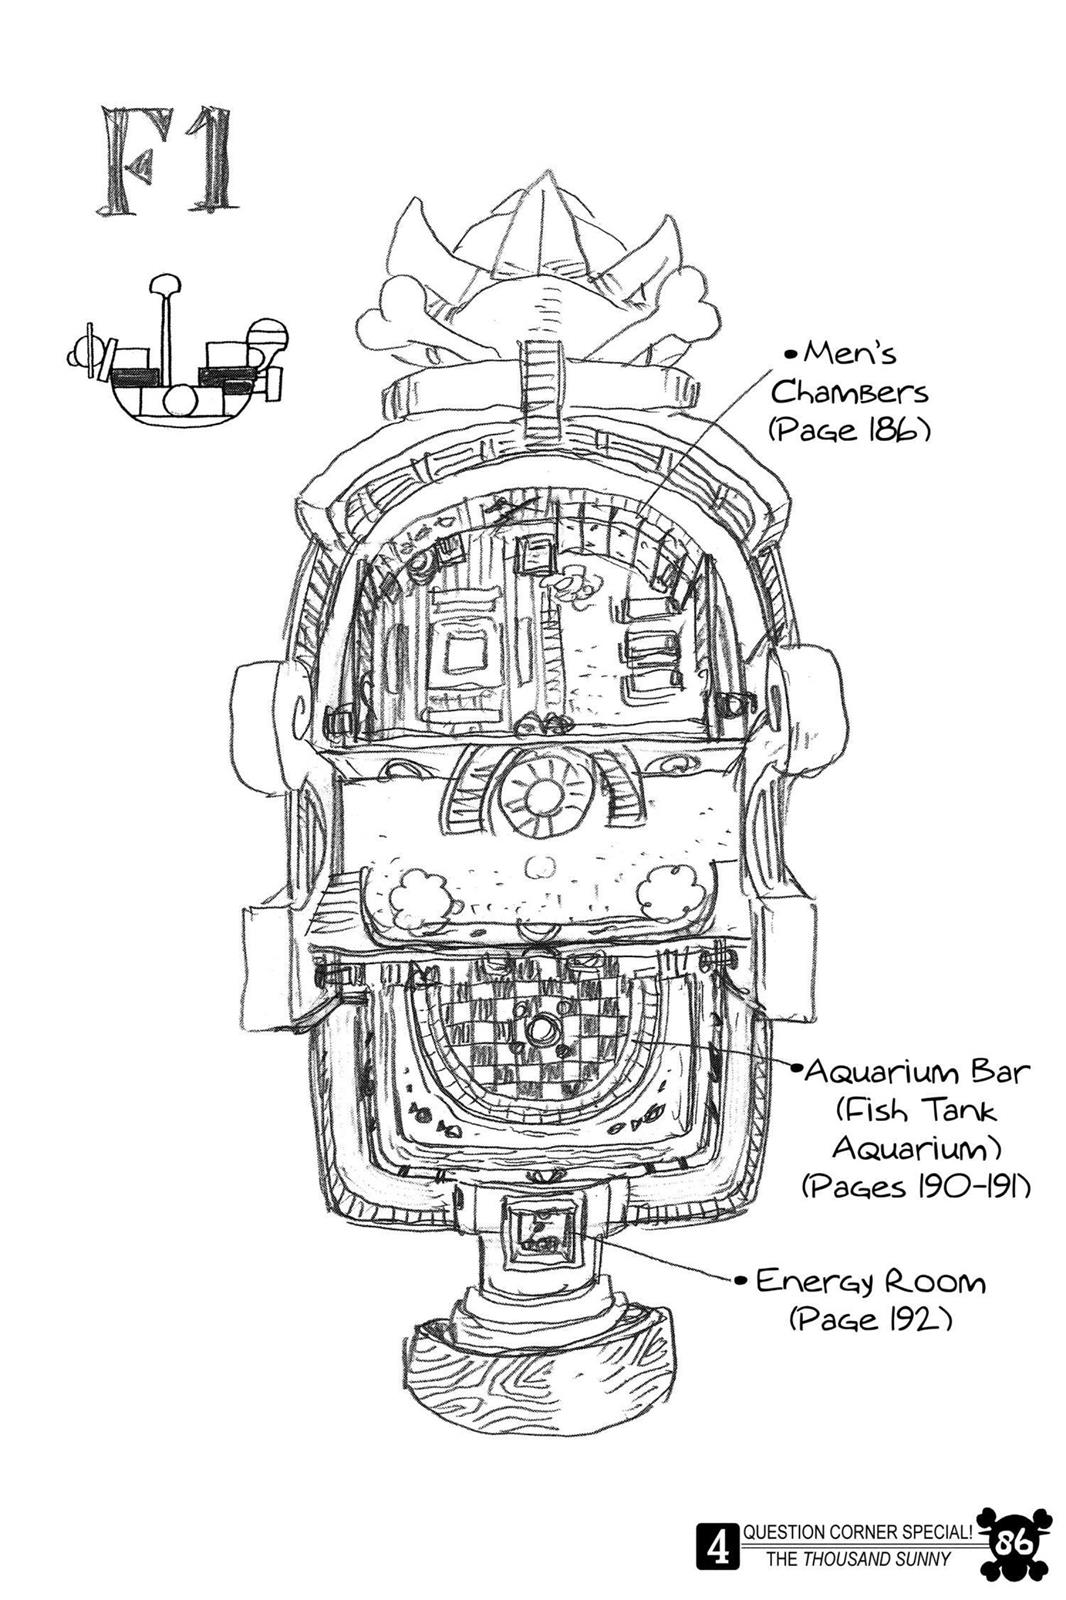 F1
•Men's
Chambers
(Page 186)
•Aquarium Bar
(Fish Tank
Aquarium)
(Pages 190-191)
•Energy Room
(Page 192)
4 QUESTION CORNER SPECIAL! 86
THE THOUSAND SUNNY